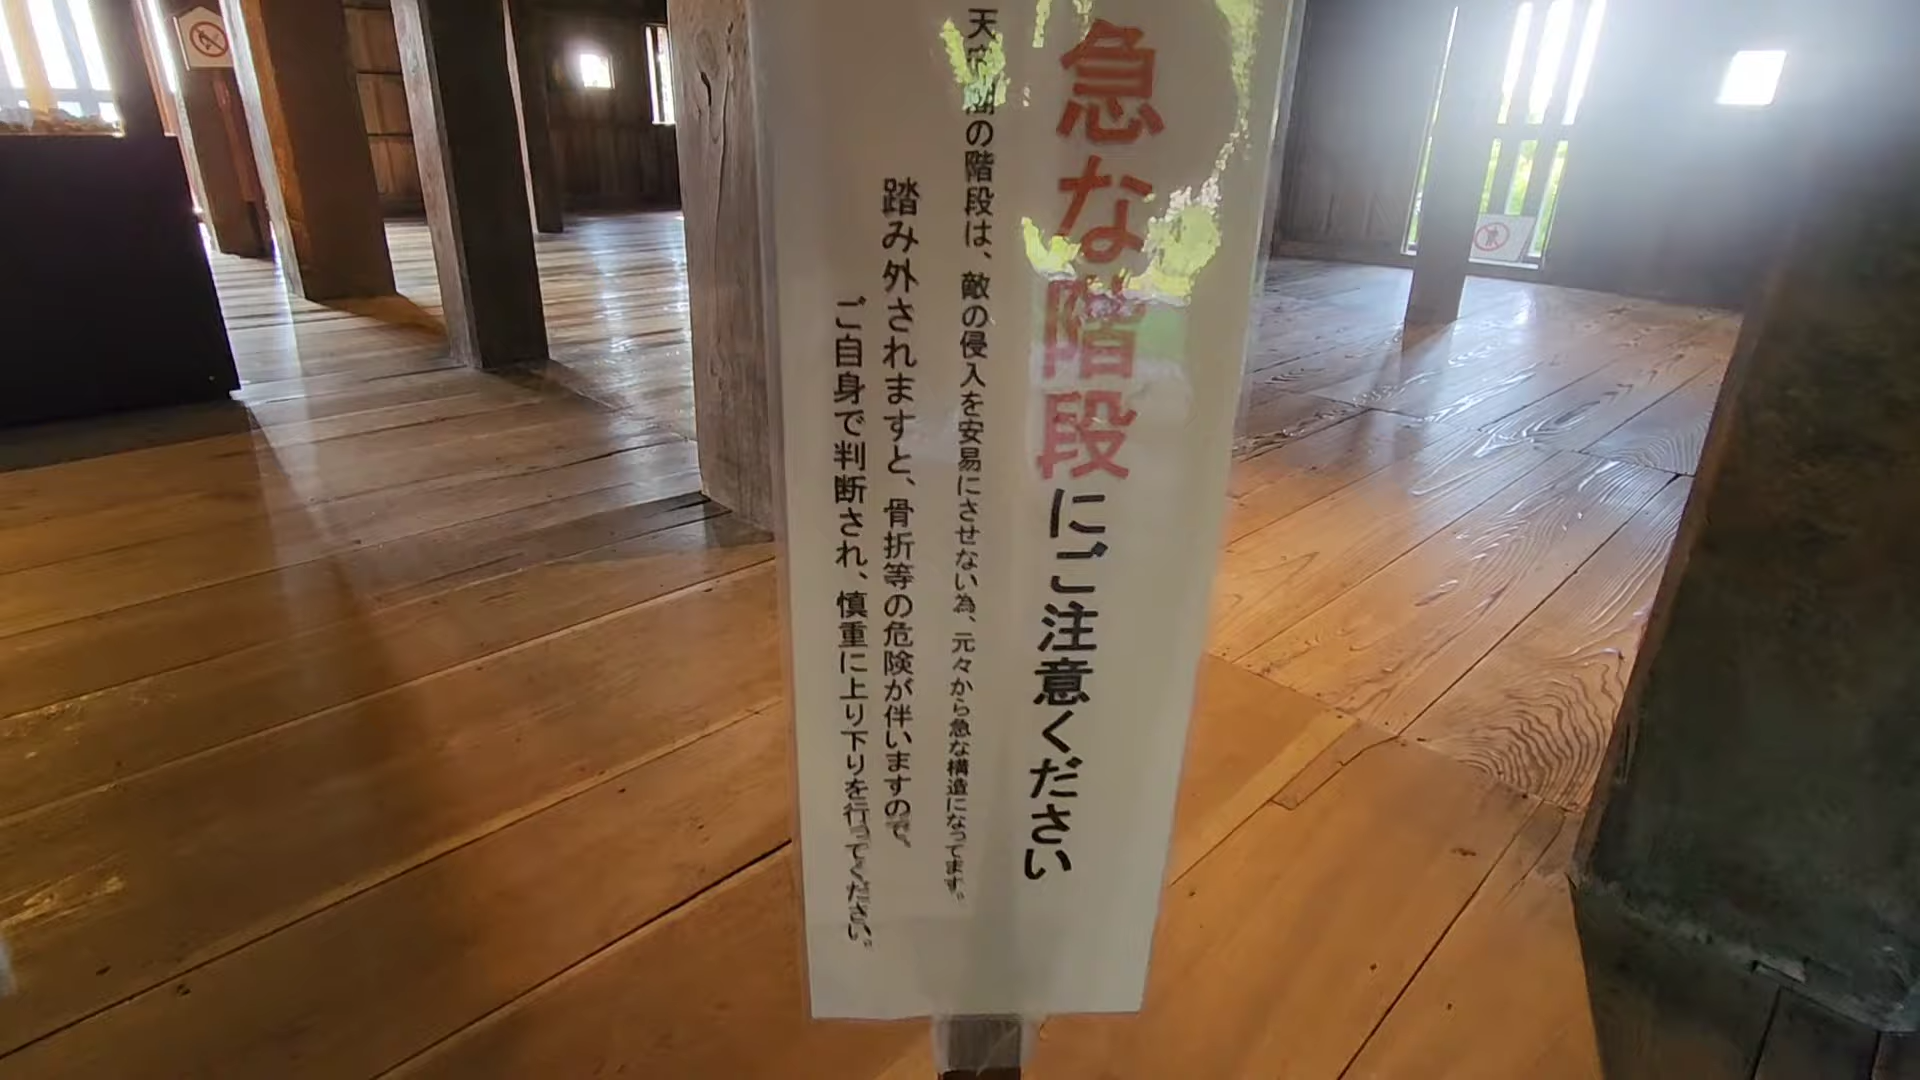 急な階段にご注意ください
天守閣の階段は、敵の侵入を安易にさせない為、元々から急な構造になってます。
踏み外されますと、骨折等の危険が伴いますので、
ご自身で判断され、慎重に上り下りを行ってください。